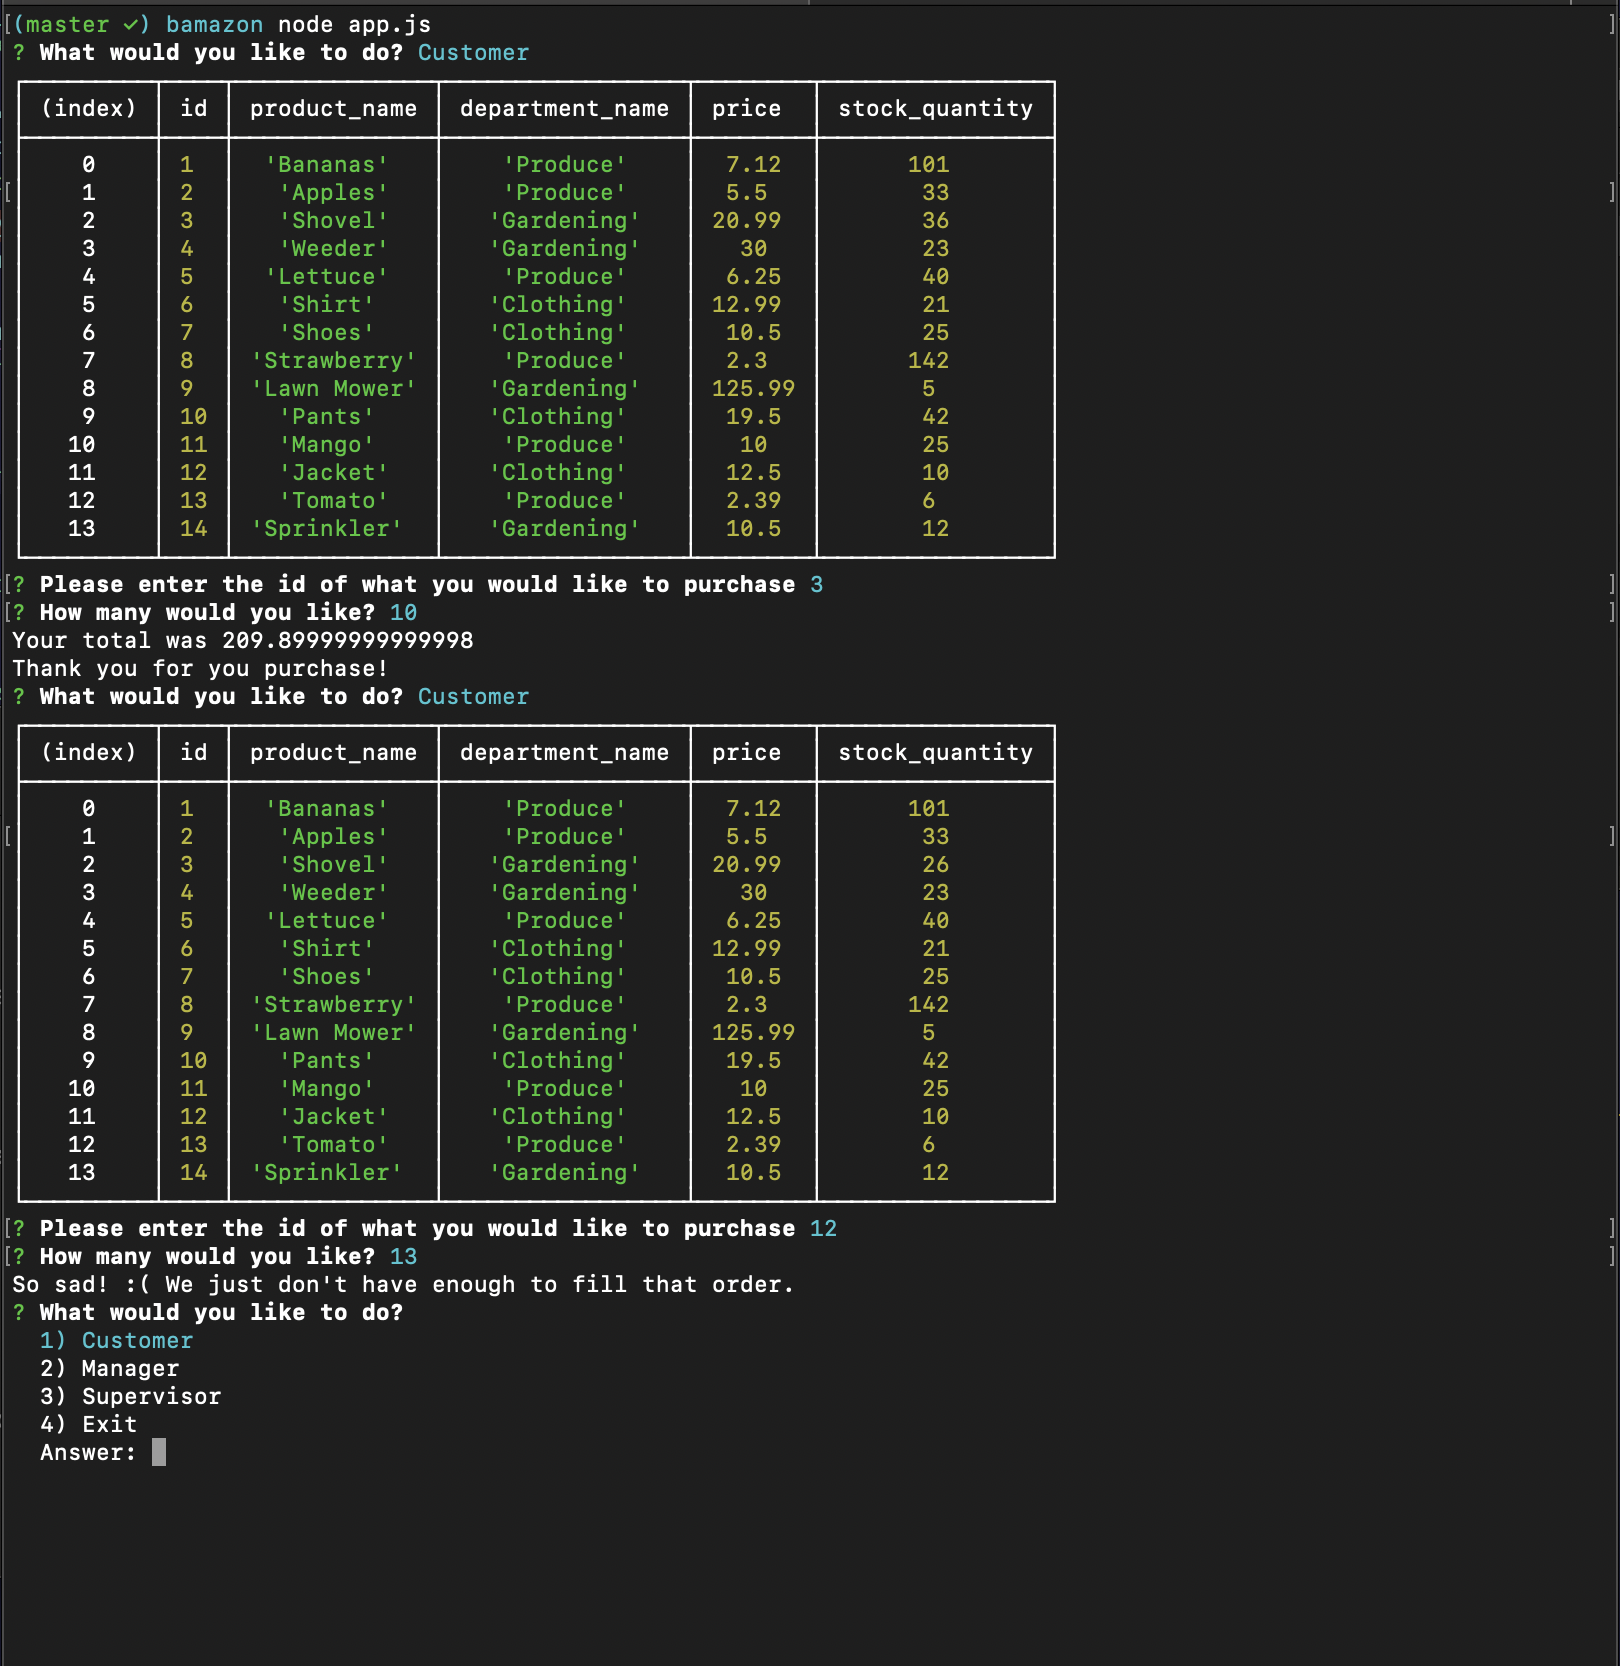 (master ✓) bamazon node app.js
? What would you like to do? Customer
(index) id product_name department_name price stock_quantity
0 1 'Bananas' 'Produce' 7.12 101
1 2 'Apples' 'Produce' 5.5 33
2 3 'Shovel' 'Gardening' 20.99 36
3 4 'Weeder' 'Gardening' 30 23
4 5 'Lettuce' 'Produce' 6.25 40
5 6 'Shirt' 'Clothing' 12.99 21
6 7 'Shoes' 'Clothing' 10.5 25
7 8 'Strawberry' 'Produce' 2.3 142
8 9 'Lawn Mower' 'Gardening' 125.99 5
9 10 'Pants' 'Clothing' 19.5 42
10 11 'Mango' 'Produce' 10 25
11 12 'Jacket' 'Clothing' 12.5 10
12 13 'Tomato' 'Produce' 2.39 6
13 14 'Sprinkler' 'Gardening' 10.5 12
? Please enter the id of what you would like to purchase 3
? How many would you like? 10
Your total was 209.89999999999998
Thank you for you purchase!
? What would you like to do? Customer
(index) id product_name department_name price stock_quantity
0 1 'Bananas' 'Produce' 7.12 101
1 2 'Apples' 'Produce' 5.5 33
2 3 'Shovel' 'Gardening' 20.99 26
3 4 'Weeder' 'Gardening' 30 23
4 5 'Lettuce' 'Produce' 6.25 40
5 6 'Shirt' 'Clothing' 12.99 21
6 7 'Shoes' 'Clothing' 10.5 25
7 8 'Strawberry' 'Produce' 2.3 142
8 9 'Lawn Mower' 'Gardening' 125.99 5
9 10 'Pants' 'Clothing' 19.5 42
10 11 'Mango' 'Produce' 10 25
11 12 'Jacket' 'Clothing' 12.5 10
12 13 'Tomato' 'Produce' 2.39 6
13 14 'Sprinkler' 'Gardening' 10.5 12
? Please enter the id of what you would like to purchase 12
? How many would you like? 13
So sad! :( We just don't have enough to fill that order.
? What would you like to do?
1) Customer
2) Manager
3) Supervisor
4) Exit
Answer: